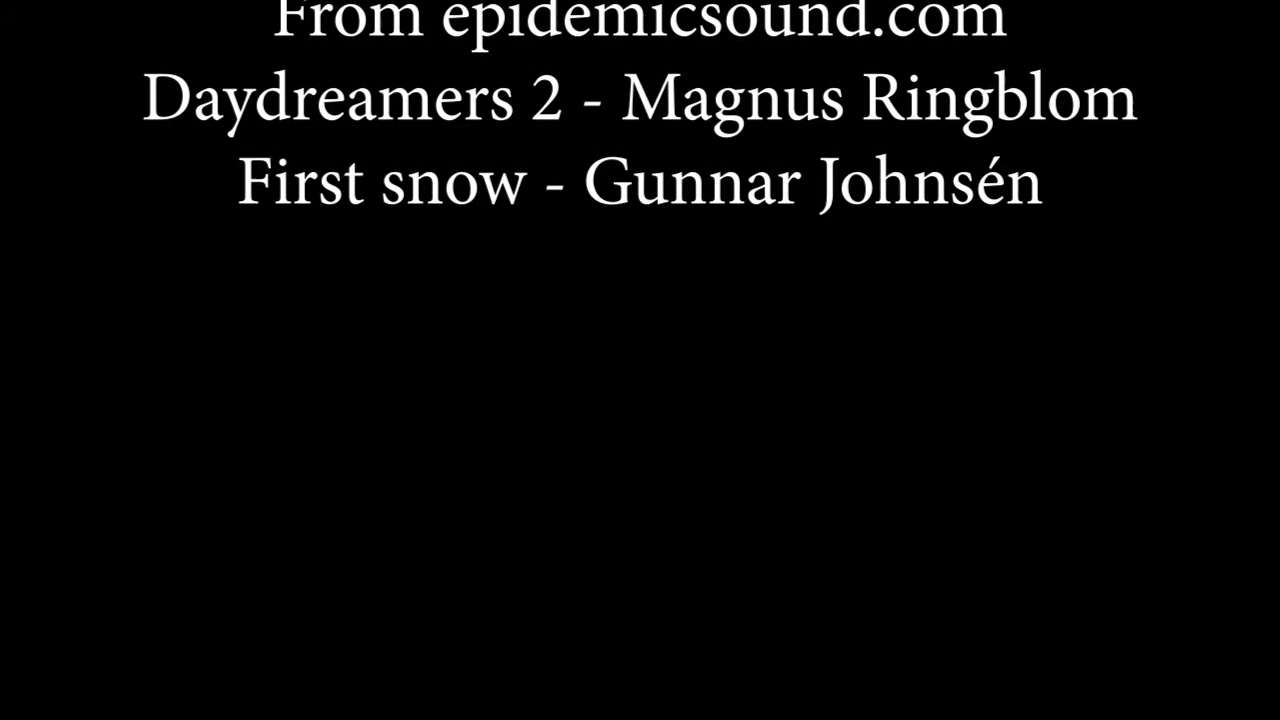 From epidemicsound.com
Daydreamers 2 - Magnus Ringblom
First snow - Gunnar Johnsén